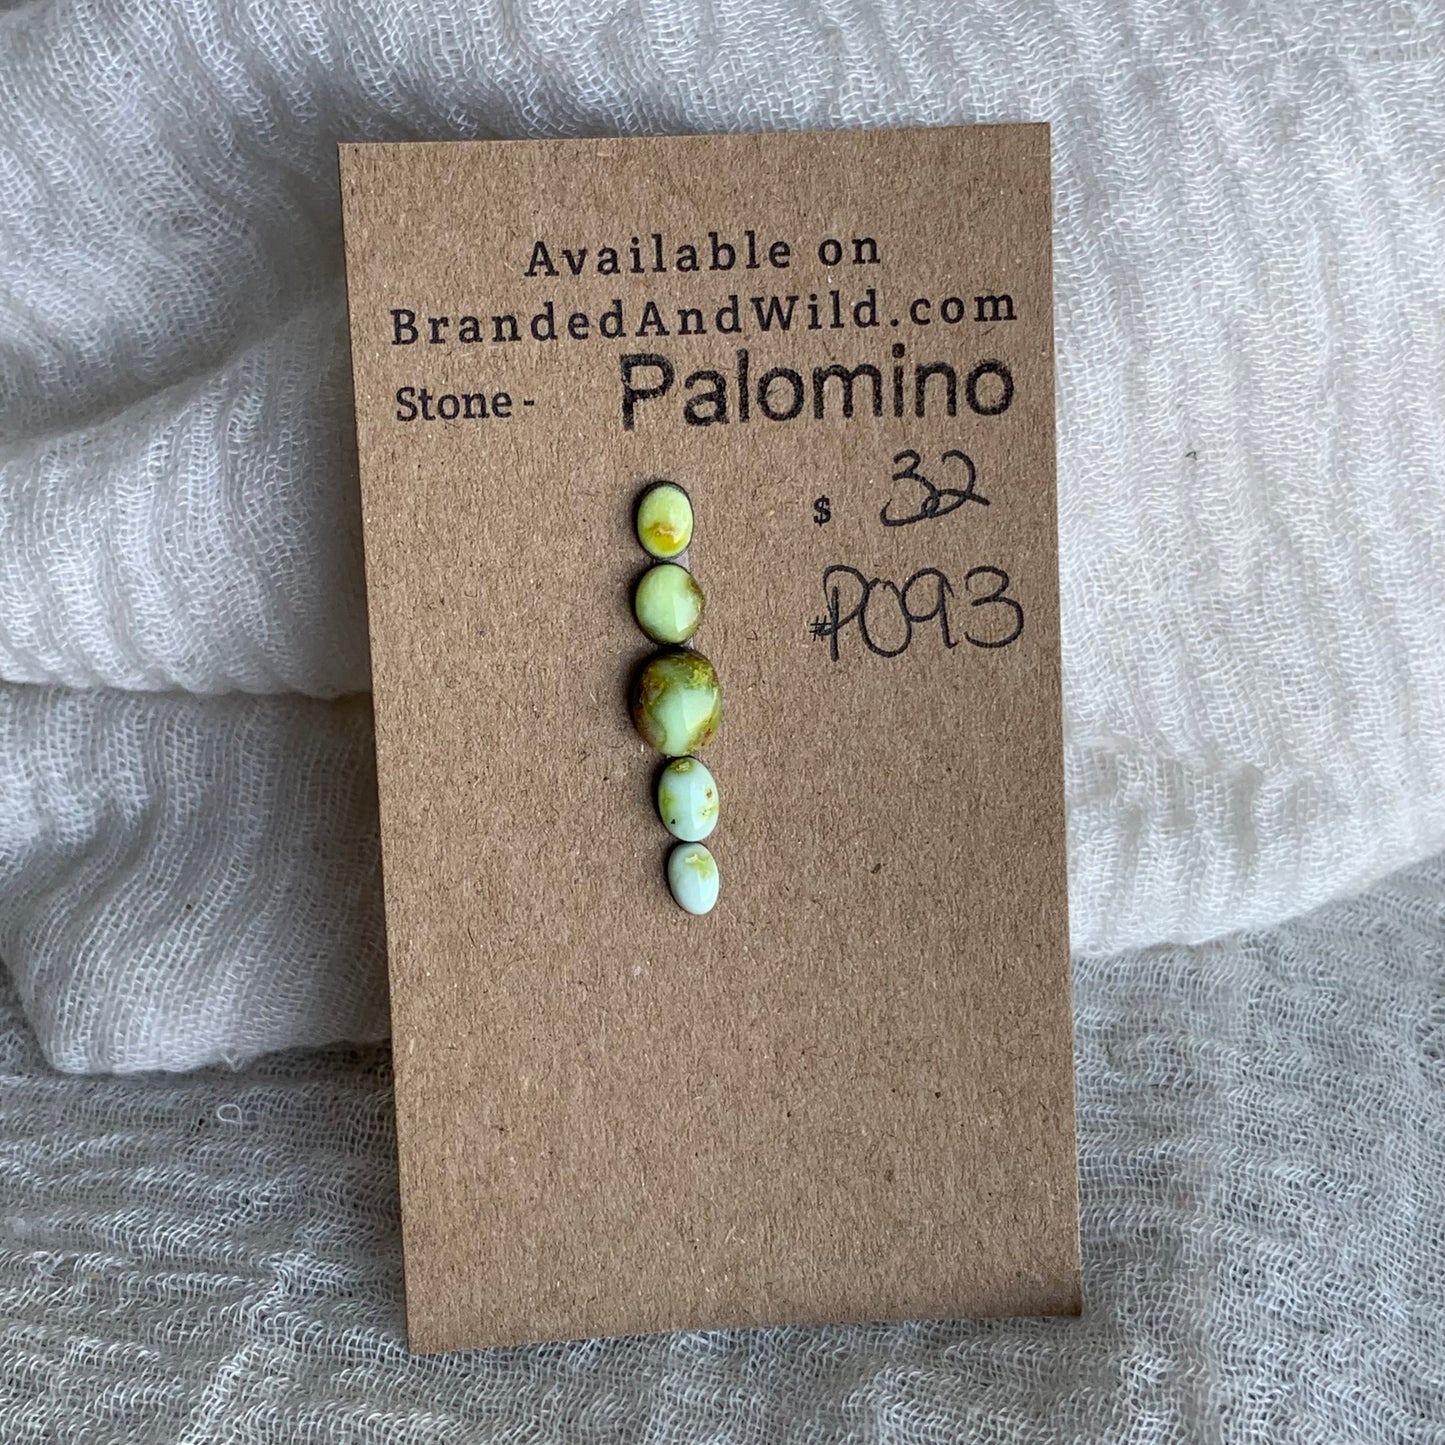 Available on
BrandedAndWild.com
Stone - Palomino
$ 32
#P093